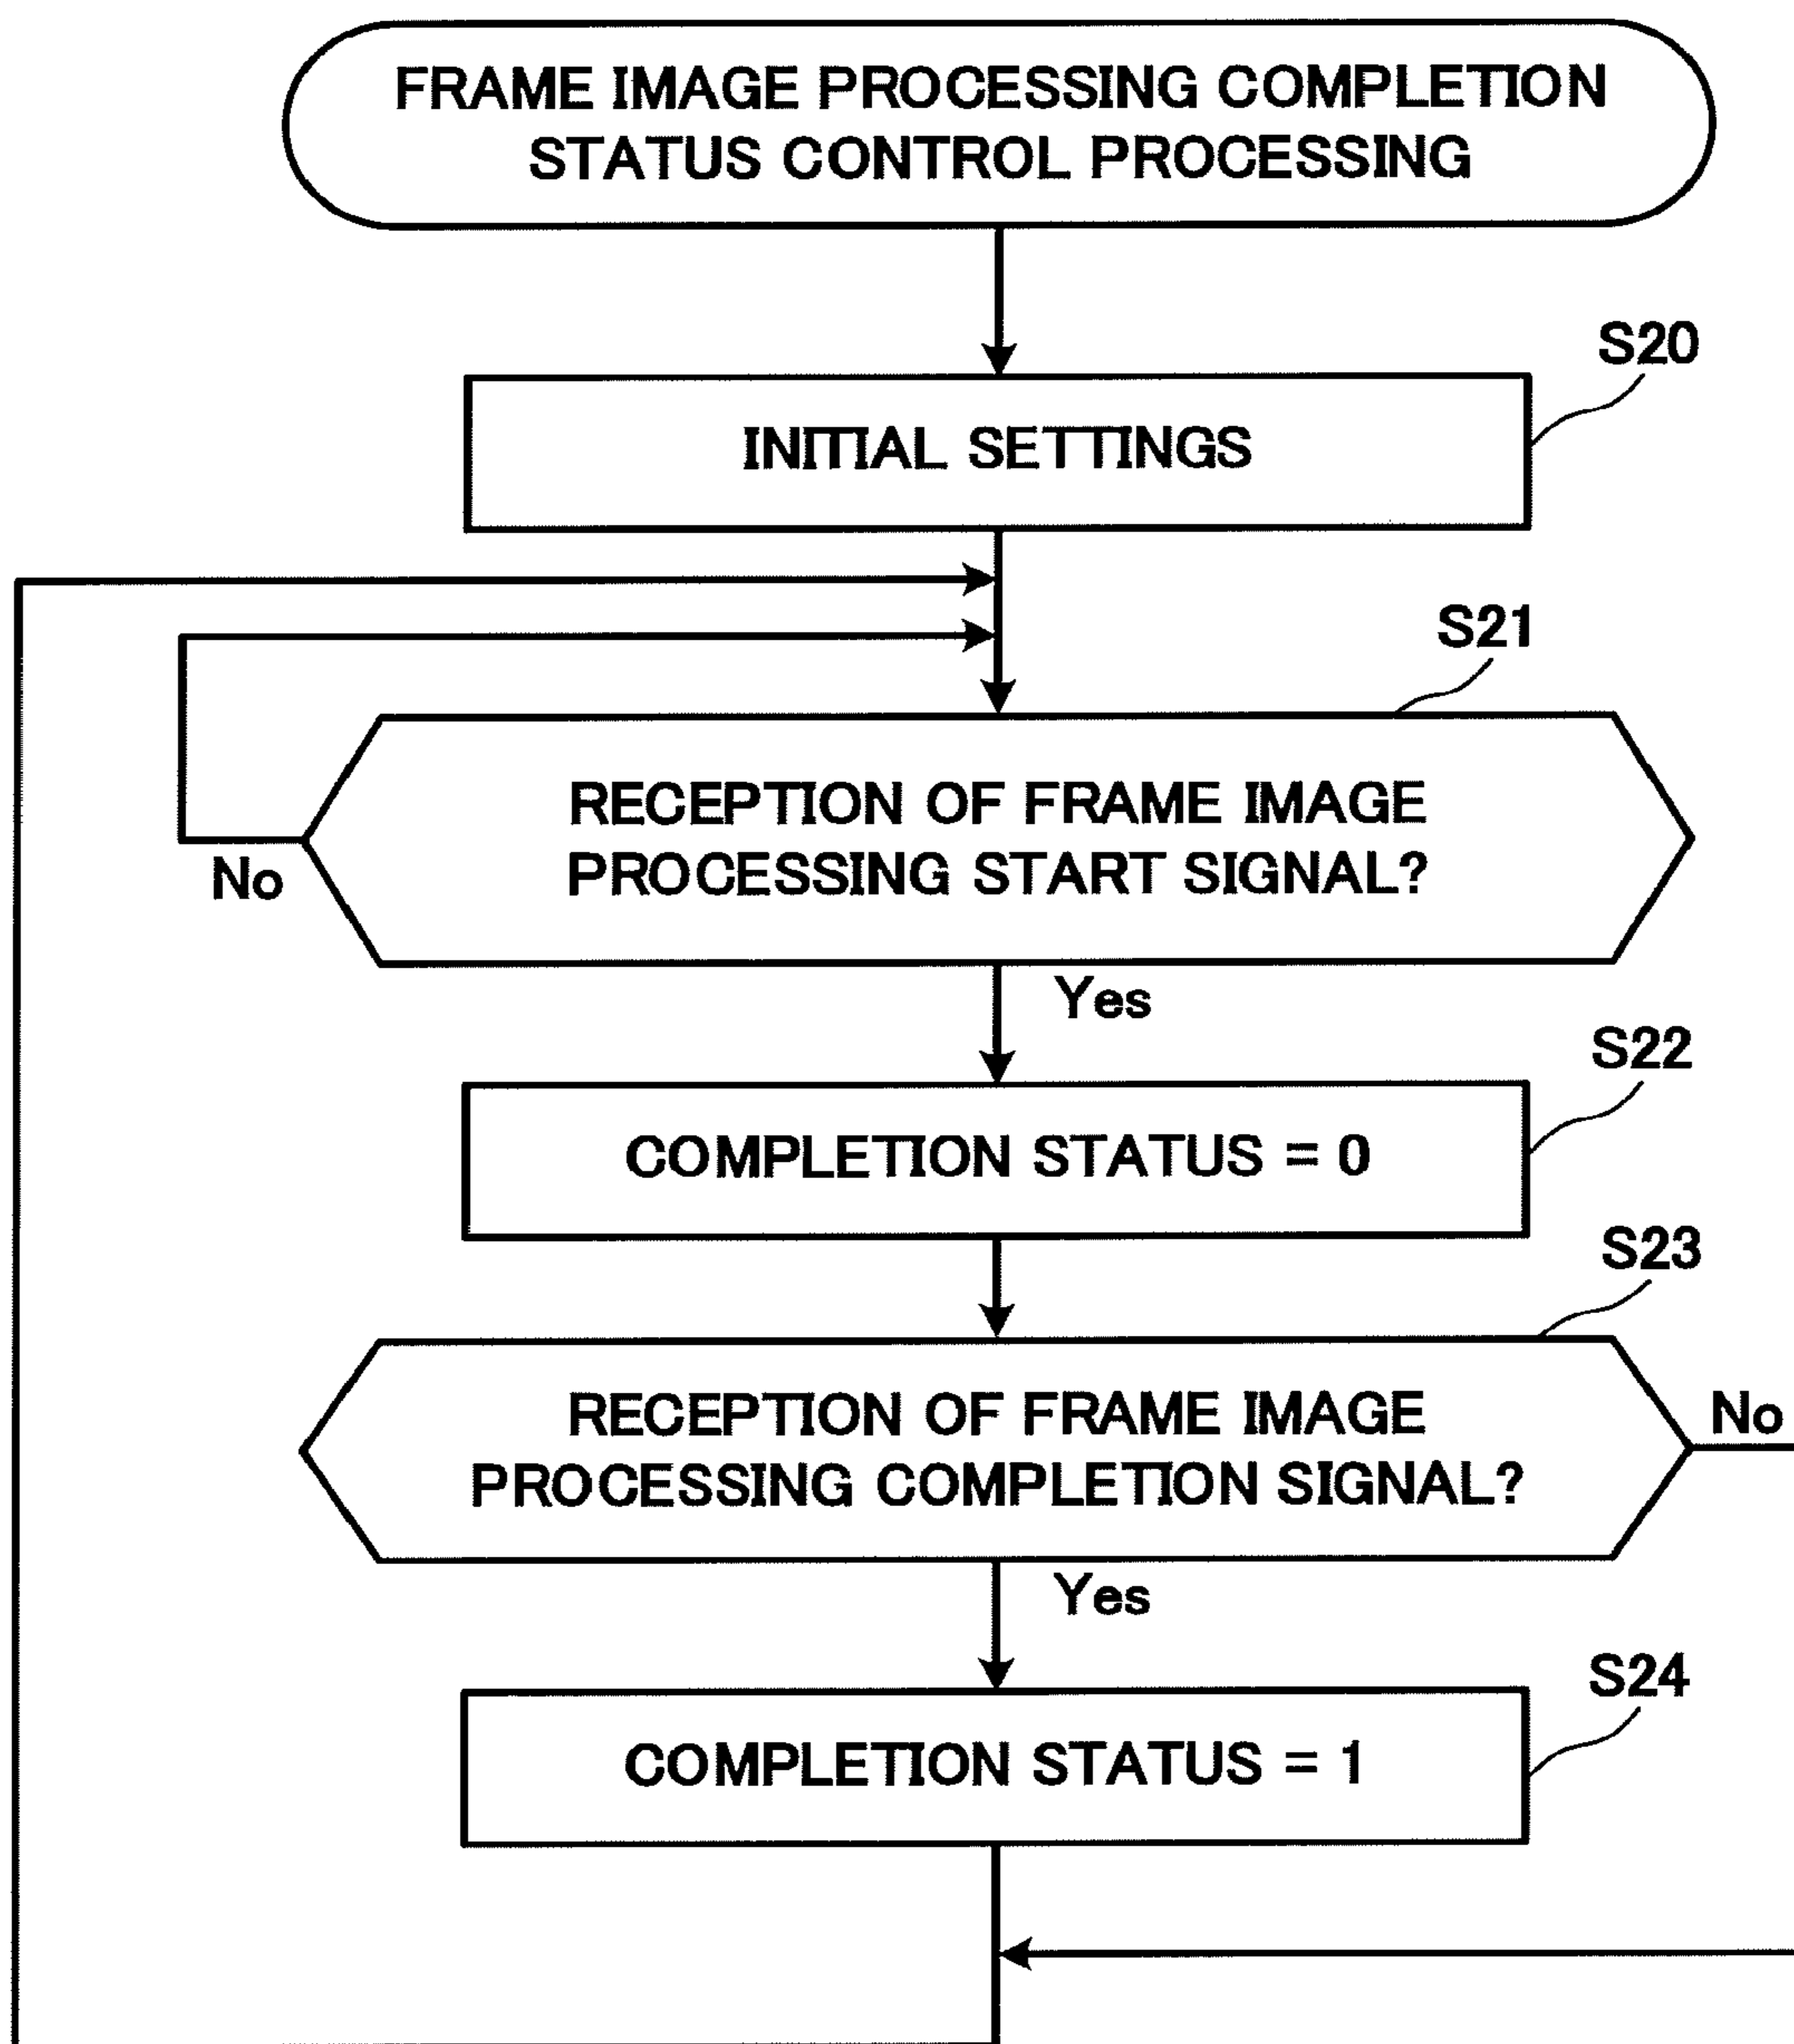 FRAME IMAGE PROCESSING COMPLETION
STATUS CONTROL PROCESSING
S20
INITIAL SETTINGS
S21
RECEPTION OF FRAME IMAGE
PROCESSING START SIGNAL?
No
Yes
S22
COMPLETION STATUS = 0
S23
RECEPTION OF FRAME IMAGE
PROCESSING COMPLETION SIGNAL?
No
Yes
S24
COMPLETION STATUS = 1